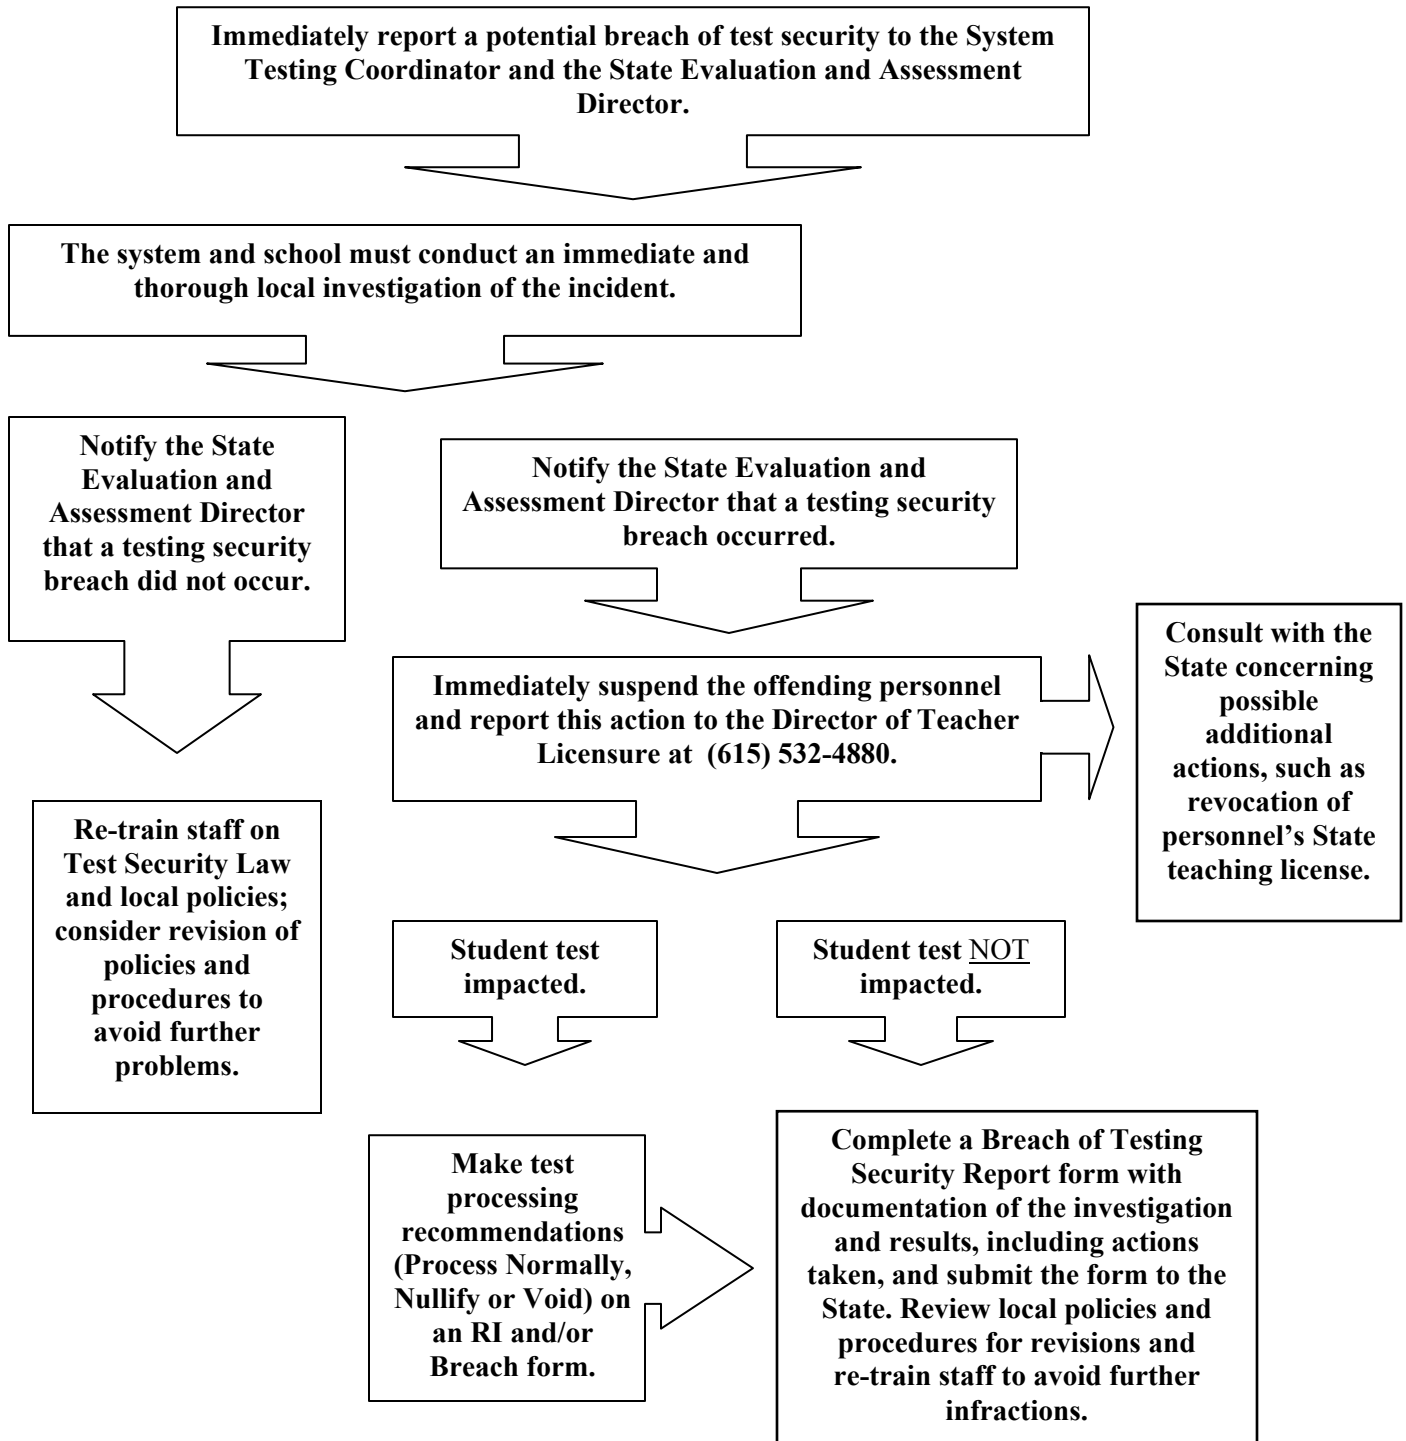 Immediately report a potential breach of test security to the System
Testing Coordinator and the State Evaluation and Assessment
Director.
The system and school must conduct an immediate and
thorough local investigation of the incident.
Notify the State
Evaluation and
Assessment Director
that a testing security
breach did not occur.
Notify the State Evaluation and
Assessment Director that a testing security
breach occurred.
Immediately suspend the offending personnel
and report this action to the Director of Teacher
Licensure at (615) 532-4880.
Consult with the
State concerning
possible
additional
actions, such as
revocation of
personnel’s State
teaching license.
Re-train staff on
Test Security Law
and local policies;
consider revision of
policies and
procedures to
avoid further
problems.
Student test
impacted.
Student test NOT
impacted.
Make test
processing
recommendations
(Process Normally,
Nullify or Void) on
an RI and/or
Breach form.
Complete a Breach of Testing
Security Report form with
documentation of the investigation
and results, including actions
taken, and submit the form to the
State. Review local policies and
procedures for revisions and
re-train staff to avoid further
infractions.